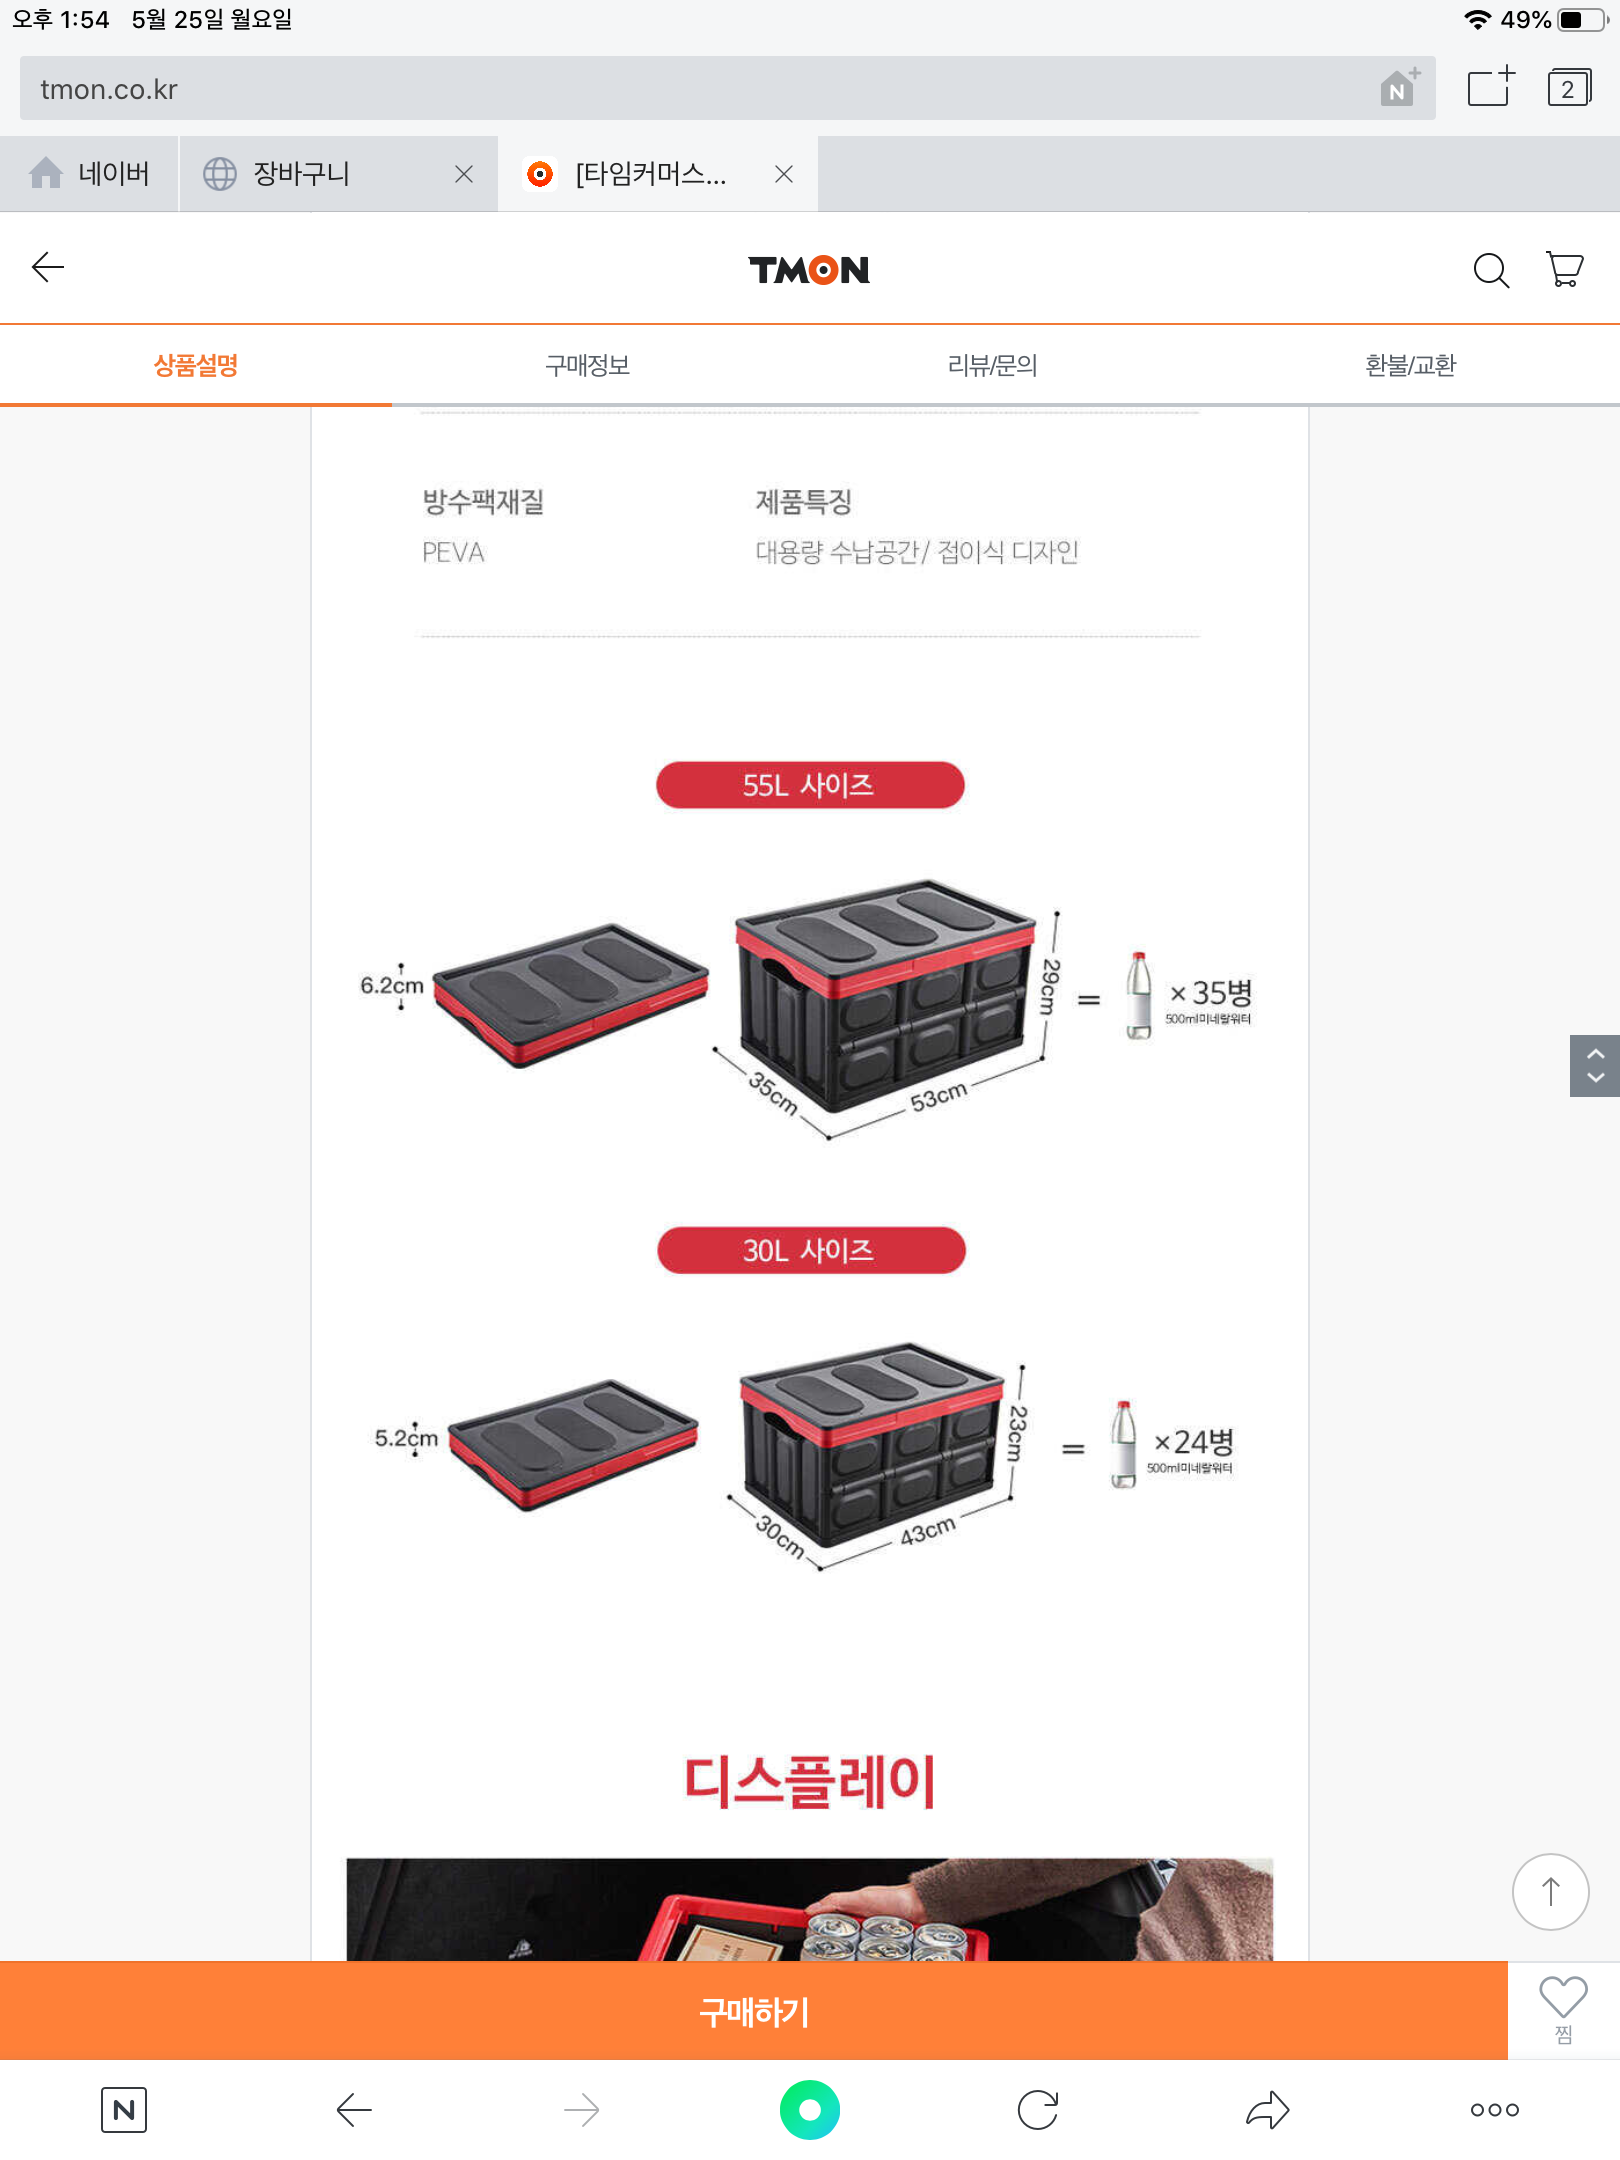 오후 1:54 5월 25일 월요일 49%
tmon.co.kr
2
네이버 장바구니 [타임커머스...
TMON
상품설명 구매정보 리뷰/문의 환불/교환
방수팩재질 제품특징
PEVA 대용량 수납공간/ 접이식 디자인
55L 사이즈
6.2cm
29cm
35cm
53cm
= ×35병
500ml미네랄워터
30L 사이즈
5.2cm
23cm
30cm
43cm
= ×24병
500ml미네랄워터
디스플레이
구매하기
찜
N